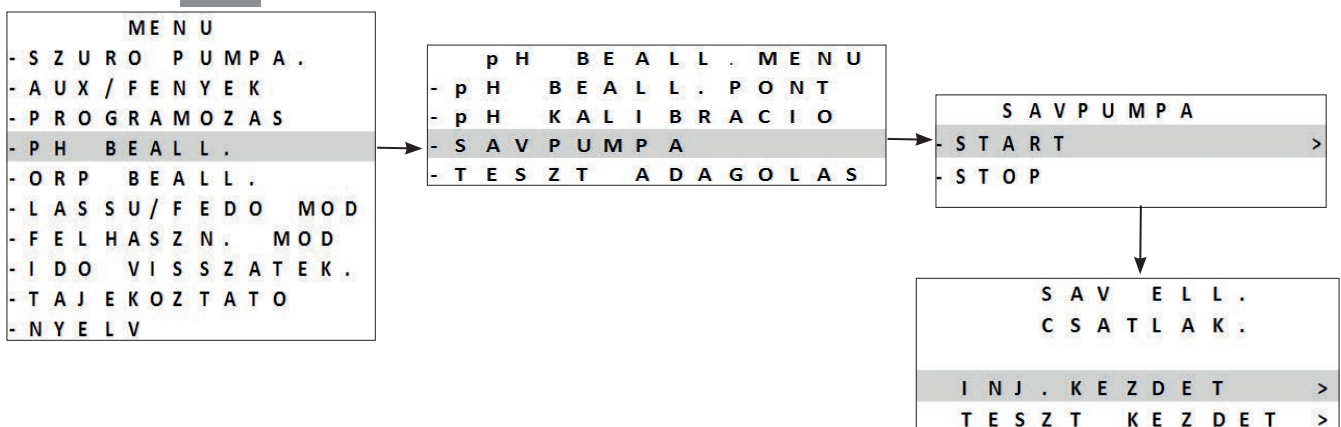 MENU
- SZURO PUMPA.
- AUX/FENYEK
- PROGRAMOZAS
- PH BEALL.
- ORP BEALL.
- LASSU/FEDO MOD
- FELHASZN. MOD
- IDO VISSZATEK.
- TAJEKOZTATO
- NYELV
pH BEALL. MENU
- pH BEALL. PONT
- pH KALIBRACIO
- SAVPUMPA
- TESZT ADAGOLAS
SAVPUMPA
- START >
- STOP
SAV ELL.
CSATLAK.
INJ. KEZDET >
TESZT KEZDET >